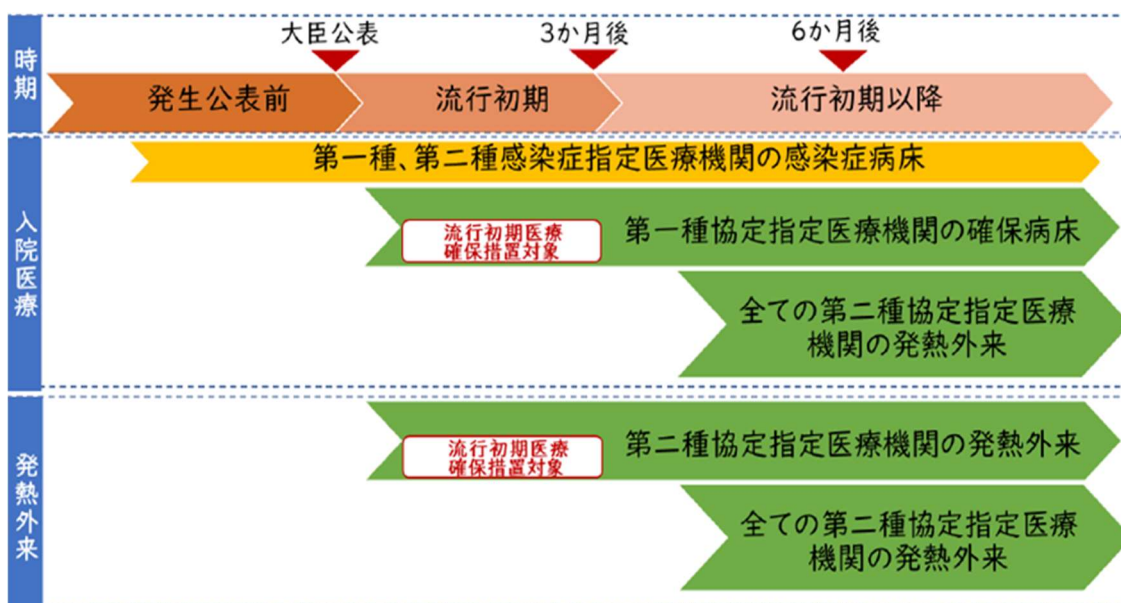 時期
大臣公表
3か月後
6か月後
発生公表前
流行初期
流行初期以降
入院医療
第一種、第二種感染症指定医療機関の感染症病床
流行初期医療
確保措置対象
第一種協定指定医療機関の確保病床
全ての第二種協定指定医療
機関の発熱外来
発熱外来
流行初期医療
確保措置対象
第二種協定指定医療機関の発熱外来
全ての第二種協定指定医療
機関の発熱外来